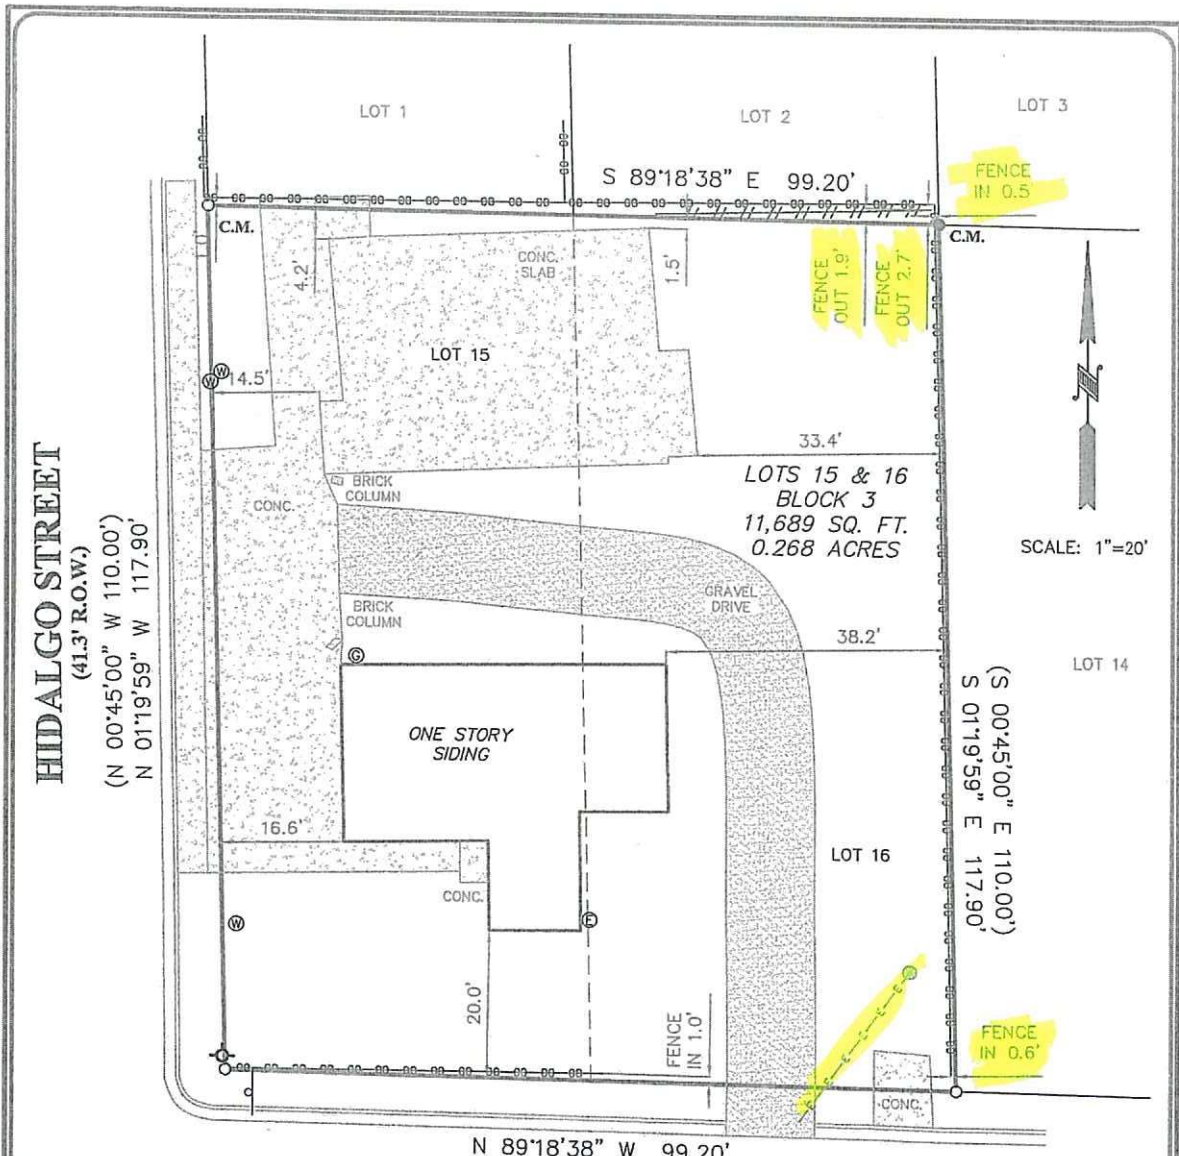 LOT 1
LOT 2
LOT 3
S 89°18'38" E 99.20'
FENCE
IN 0.5'
C.M.
C.M.
CONC.
SLAB
4.2'
1.5'
FENCE
OUT 1.9'
FENCE
OUT 2.7'
LOT 15
W
W
14.5'
33.4'
LOTS 15 & 16
BLOCK 3
11,689 SQ. FT.
0.268 ACRES
SCALE: 1"=20'
BRICK
COLUMN
CONC.
HIDALGO STREET
(41.3' R.O.W.)
(N 00°45'00" W 110.00')
N 01°19'59" W 117.90'
GRAVEL
DRIVE
BRICK
COLUMN
G
38.2'
LOT 14
(S 00°45'00" E 110.00')
S 01°19'59" E 117.90'
ONE STORY
SIDING
16.6'
LOT 16
CONC.
W
E
20.0'
FENCE
IN 1.0'
E
E
E
E
FENCE
IN 0.6'
CONC.
N 89°18'38" W 99.20'